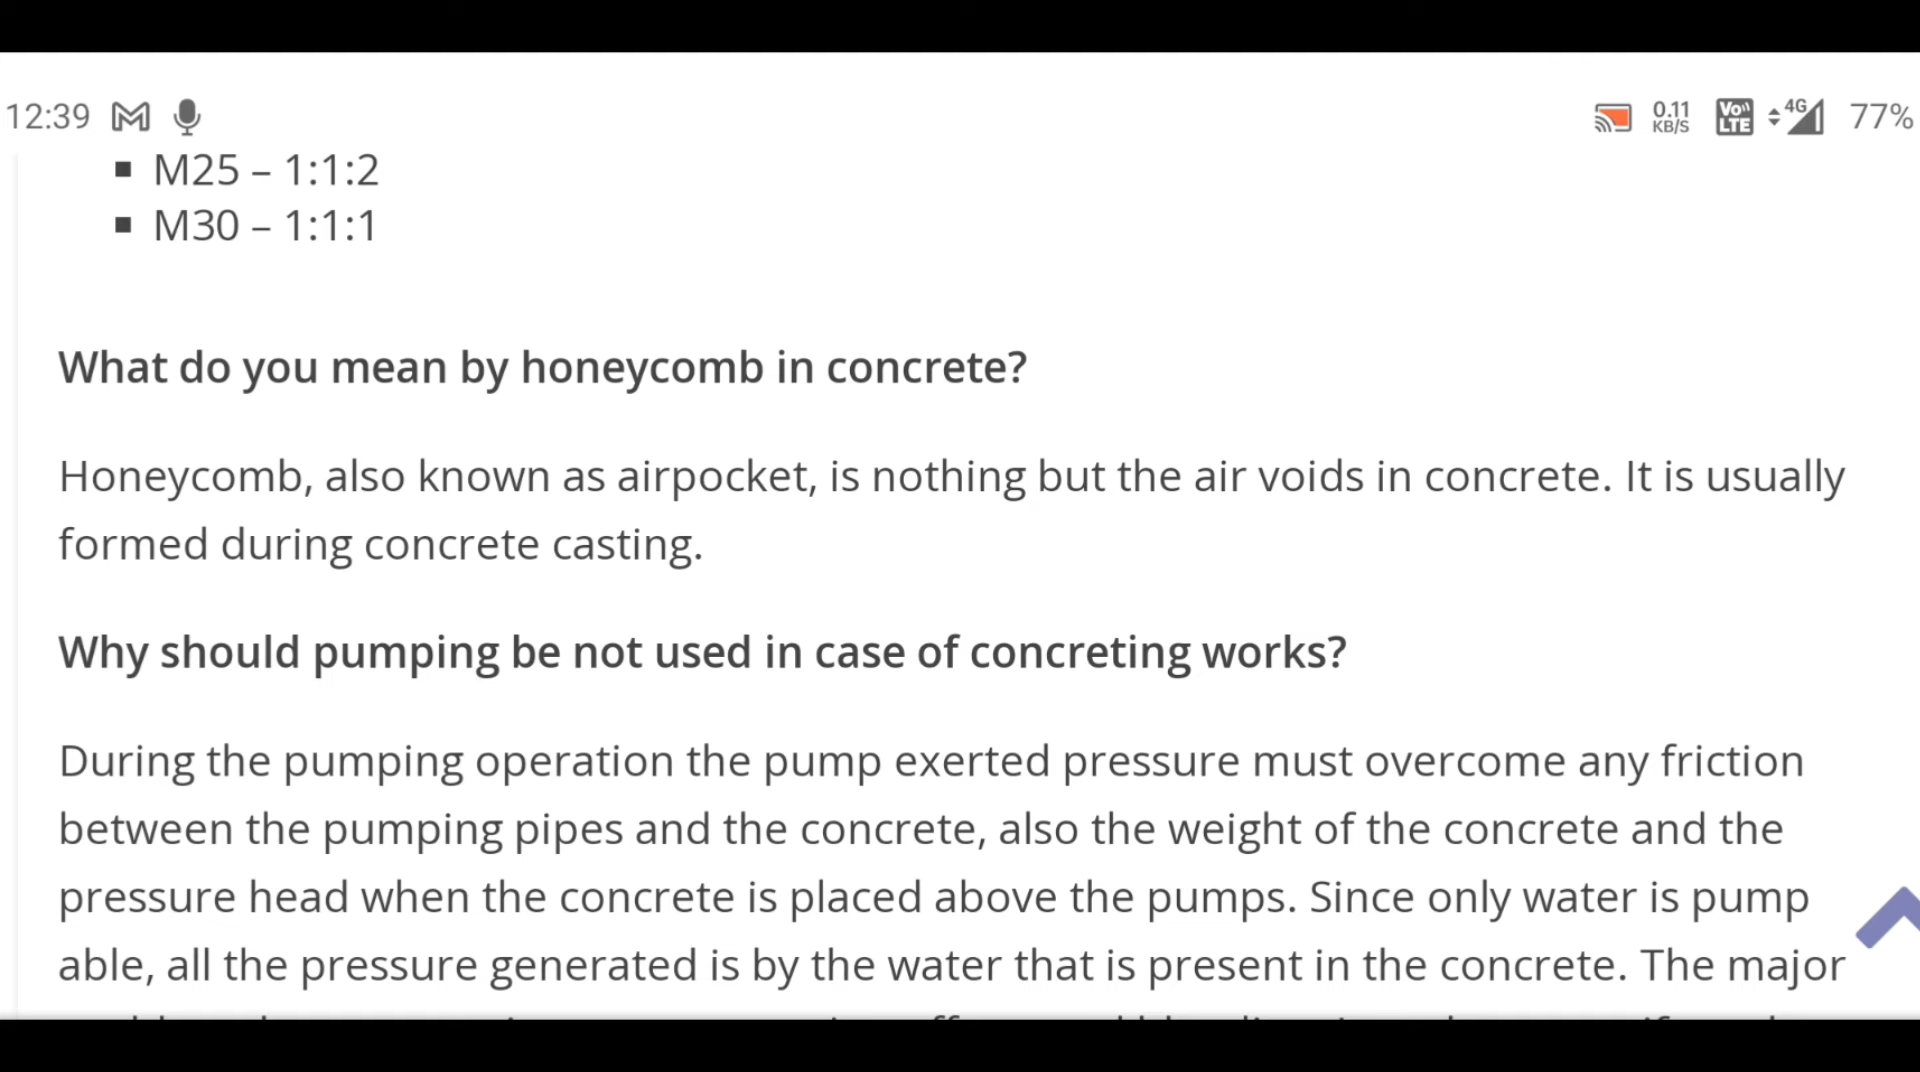 12:39
0.11 KB/S Vo)) LTE 4G 77%
▪ M25 – 1:1:2
▪ M30 – 1:1:1
What do you mean by honeycomb in concrete?
Honeycomb, also known as airpocket, is nothing but the air voids in concrete. It is usually
formed during concrete casting.
Why should pumping be not used in case of concreting works?
During the pumping operation the pump exerted pressure must overcome any friction
between the pumping pipes and the concrete, also the weight of the concrete and the
pressure head when the concrete is placed above the pumps. Since only water is pump
able, all the pressure generated is by the water that is present in the concrete. The major